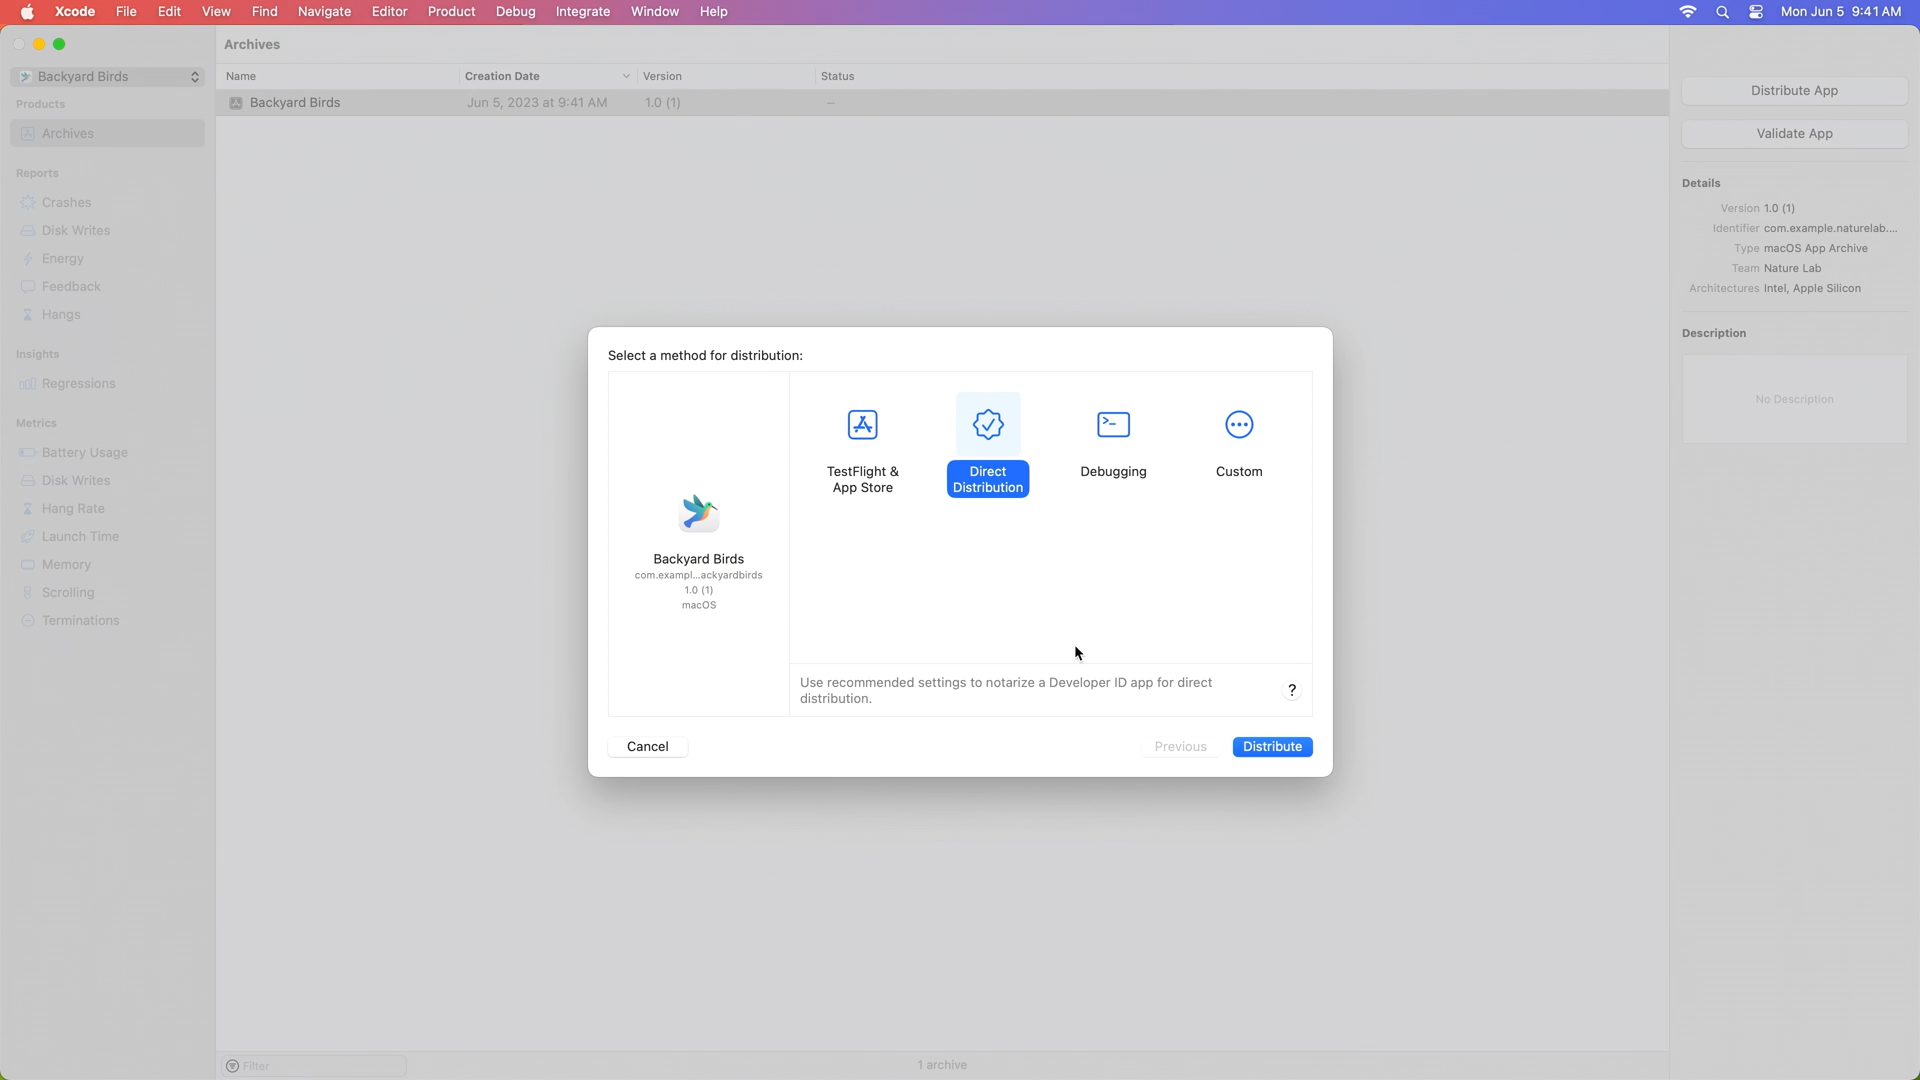 Xcode File Edit View Find Navigate Editor Product Debug Integrate Window Help Mon Jun 5 9:41 AM
Backyard Birds
Products
Archives
Reports
Crashes
Disk Writes
Energy
Feedback
Hangs
Insights
Regressions
Metrics
Battery Usage
Disk Writes
Hang Rate
Launch Time
Memory
Scrolling
Terminations
Archives
Name Creation Date Version Status
Backyard Birds Jun 5, 2023 at 9:41 AM 1.0 (1) –
Select a method for distribution:
Backyard Birds
com.exampl...ackyardbirds
1.0 (1)
macOS
TestFlight &
App Store
Direct
Distribution
Debugging
Custom
Use recommended settings to notarize a Developer ID app for direct
distribution.
?
Cancel
Previous
Distribute
Filter
1 archive
Distribute App
Validate App
Details
Version 1.0 (1)
Identifier com.example.naturelab....
Type macOS App Archive
Team Nature Lab
Architectures Intel, Apple Silicon
Description
No Description